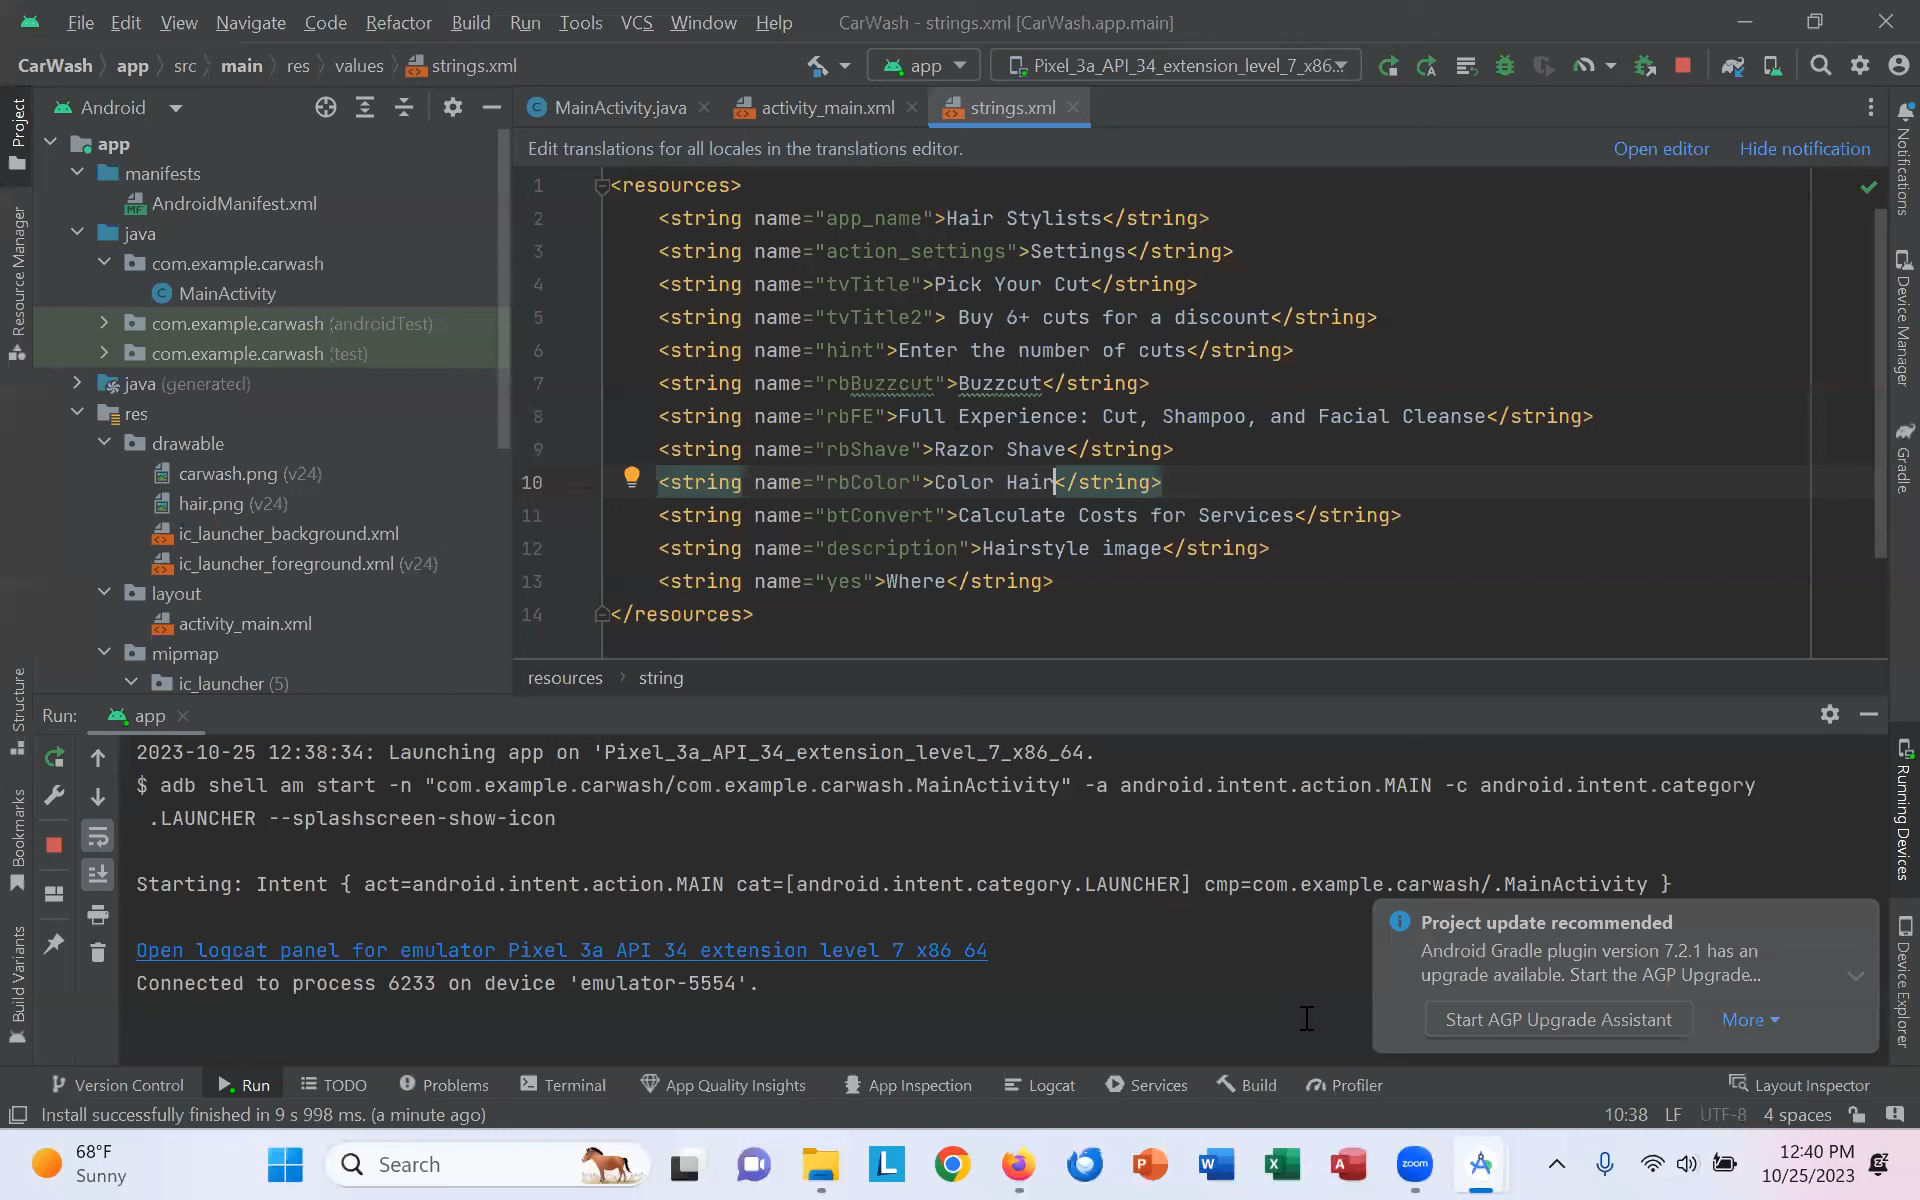 File Edit View Navigate Code Refactor Build Run Tools VCS Window Help CarWash - strings.xml [CarWash.app.main]
CarWash app src main res values strings.xml app Pixel_3a_API_34_extension_level_7_x86...
Android
MainActivity.java activity_main.xml strings.xml
Edit translations for all locales in the translations editor. Open editor Hide notification
Project
Resource Manager
Structure
Bookmarks
Build Variants
app
manifests
AndroidManifest.xml
java
com.example.carwash
MainActivity
com.example.carwash (androidTest)
com.example.carwash (test)
java (generated)
res
drawable
carwash.png (v24)
hair.png (v24)
ic_launcher_background.xml
ic_launcher_foreground.xml (v24)
layout
activity_main.xml
mipmap
ic_launcher (5)
1 <resources>
2 <string name="app_name">Hair Stylists</string>
3 <string name="action_settings">Settings</string>
4 <string name="tvTitle">Pick Your Cut</string>
5 <string name="tvTitle2"> Buy 6+ cuts for a discount</string>
6 <string name="hint">Enter the number of cuts</string>
7 <string name="rbBuzzcut">Buzzcut</string>
8 <string name="rbFE">Full Experience: Cut, Shampoo, and Facial Cleanse</string>
9 <string name="rbShave">Razor Shave</string>
10 <string name="rbColor">Color Hair</string>
11 <string name="btConvert">Calculate Costs for Services</string>
12 <string name="description">Hairstyle image</string>
13 <string name="yes">Where</string>
14 </resources>
resources string
Notifications
Device Manager
Gradle
Running Devices
Device Explorer
Run: app
2023-10-25 12:38:34: Launching app on 'Pixel_3a_API_34_extension_level_7_x86_64.
$ adb shell am start -n "com.example.carwash/com.example.carwash.MainActivity" -a android.intent.action.MAIN -c android.intent.category
.LAUNCHER --splashscreen-show-icon
Starting: Intent { act=android.intent.action.MAIN cat=[android.intent.category.LAUNCHER] cmp=com.example.carwash/.MainActivity }
Open logcat panel for emulator Pixel 3a API 34 extension level 7 x86 64
Connected to process 6233 on device 'emulator-5554'.
Project update recommended
Android Gradle plugin version 7.2.1 has an
upgrade available. Start the AGP Upgrade...
Start AGP Upgrade Assistant More
Version Control Run TODO Problems Terminal App Quality Insights App Inspection Logcat Services Build Profiler Layout Inspector
Install successfully finished in 9 s 998 ms. (a minute ago) 10:38 LF UTF-8 4 spaces
68°F
Sunny
Search
zoom
12:40 PM
10/25/2023